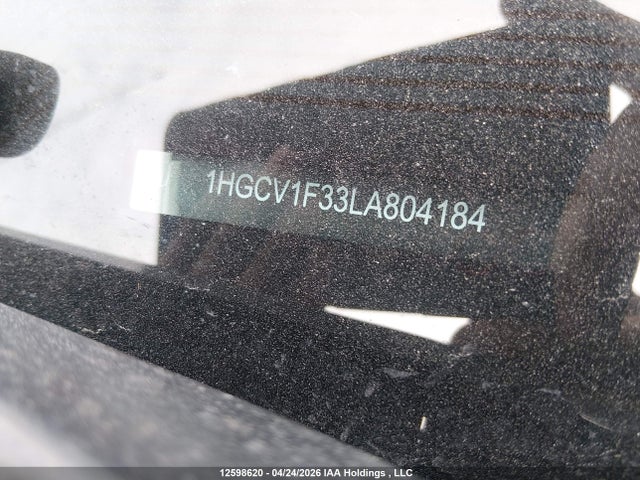 1HGCV1F33LA804184
12598620 - 04/24/2026 IAA Holdings , LLC